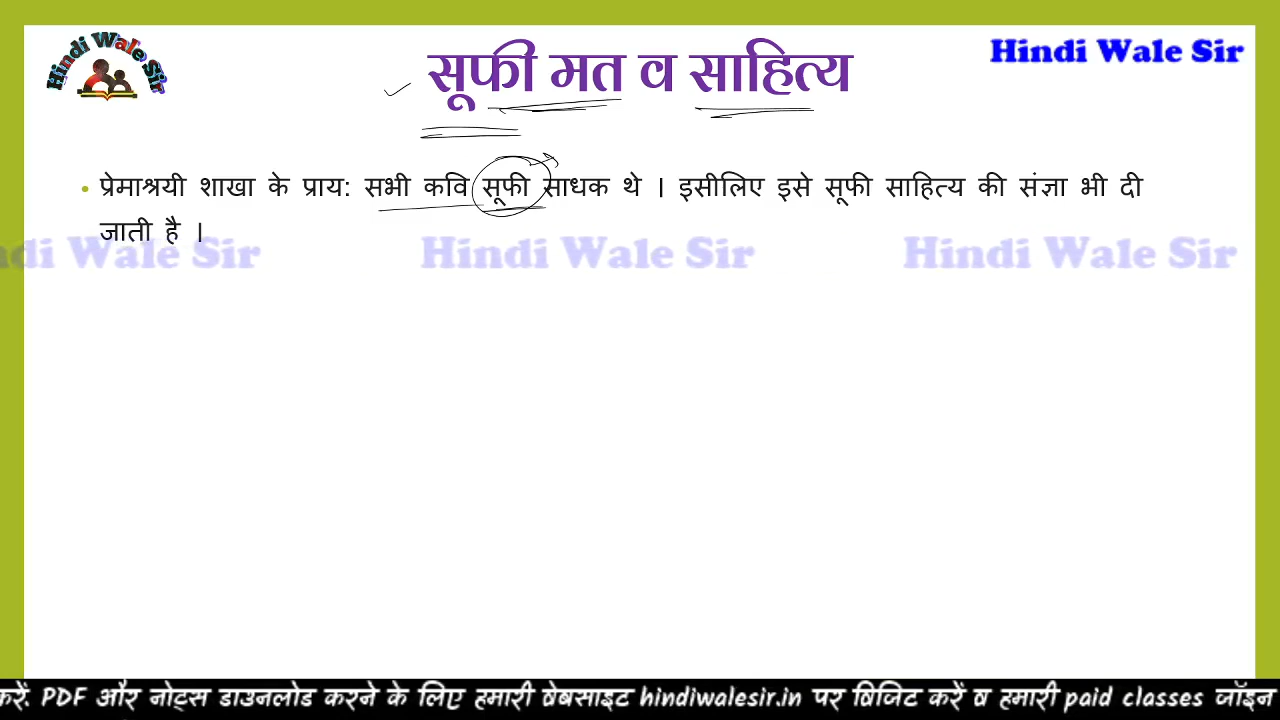 Hindi Wale Sir
सूफी मत व साहित्य
Hindi Wale Sir
• प्रेमाश्रयी शाखा के प्राय: सभी कवि सूफी साधक थे । इसीलिए इसे सूफी साहित्य की संज्ञा भी दी
जाती है ।
di Wale Sir Hindi Wale Sir Hindi Wale Sir
करें. PDF और नोट्स डाउनलोड करने के लिए हमारी वेबसाइट hindiwalesir.in पर विजिट करें व हमारी paid classes जॉइन